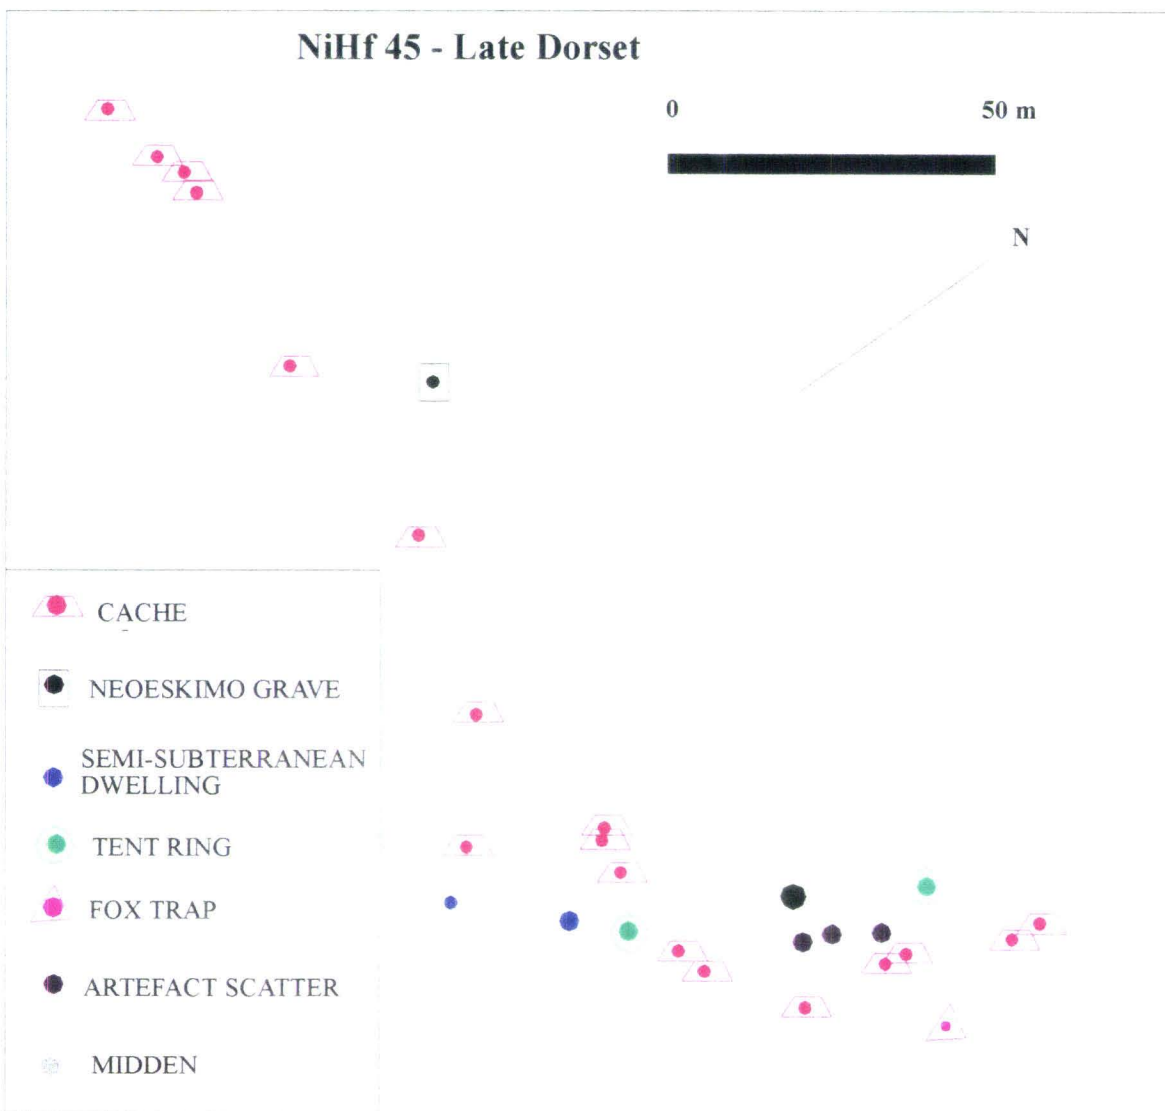 NiHf 45 - Late Dorset
0 50 m
N
CACHE
NEOESKIMO GRAVE
SEMI-SUBTERRANEAN
DWELLING
TENT RING
FOX TRAP
ARTEFACT SCATTER
MIDDEN